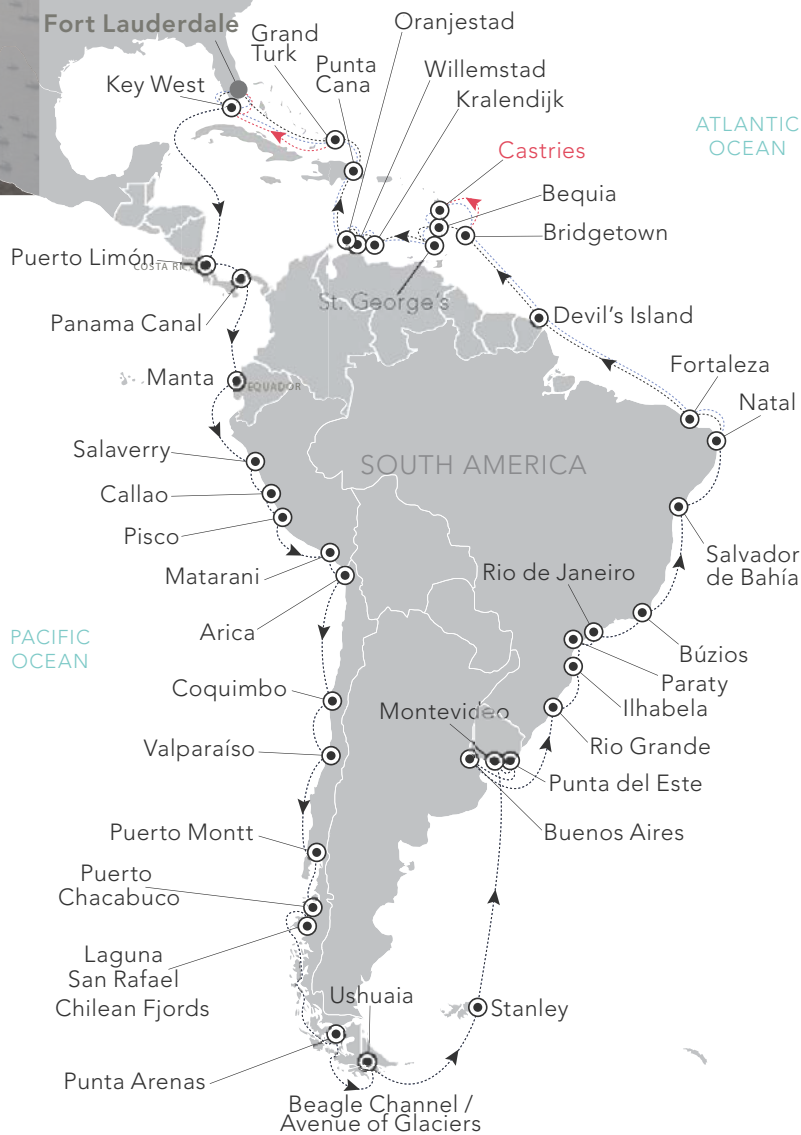 Fort Lauderdale
Grand
Turk
Oranjestad
Punta
Cana
Willemstad
Kralendijk
Key West
ATLANTIC
OCEAN
Castries
Bequia
Bridgetown
Puerto Limón
COSTA RI
St. George's
Panama Canal
Devil's Island
Manta
EQUADOR
Fortaleza
Natal
Salaverry
SOUTH AMERICA
Callao
Pisco
Salvador
de Bahía
Matarani
Rio de Janeiro
Arica
PACIFIC
OCEAN
Búzios
Paraty
Coquimbo
Ilhabela
Montevideo
Valparaíso
Rio Grande
Punta del Este
Puerto Montt
Buenos Aires
Puerto
Chacabuco
Laguna
San Rafael
Chilean Fjords
Ushuaia
Stanley
Punta Arenas
Beagle Channel /
Avenue of Glaciers